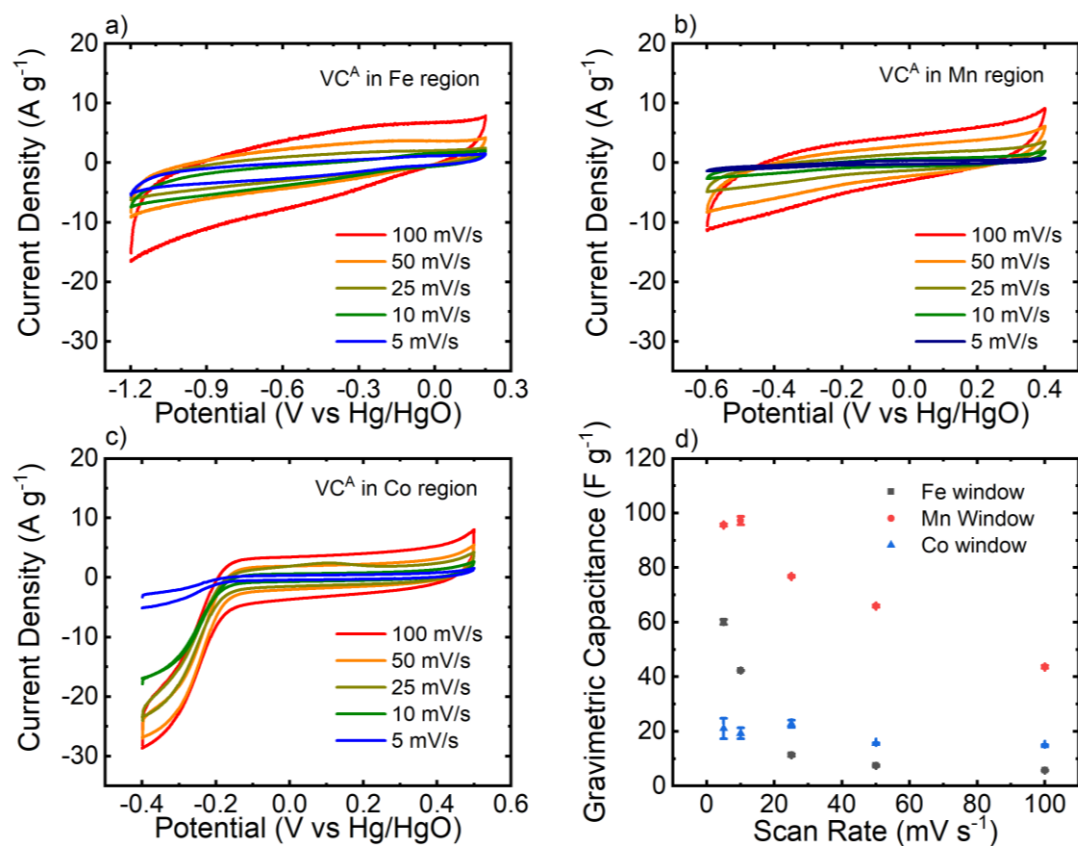 a)
VCᴬ in Fe region
Current Density (A g⁻¹)
20
10
0
-10
-20
-30
100 mV/s
50 mV/s
25 mV/s
10 mV/s
5 mV/s
-1.2 -0.9 -0.6 -0.3 0.0 0.3
Potential (V vs Hg/HgO)
b)
VCᴬ in Mn region
Current Density (A g⁻¹)
20
10
0
-10
-20
-30
100 mV/s
50 mV/s
25 mV/s
10 mV/s
5 mV/s
-0.6 -0.4 -0.2 0.0 0.2 0.4
Potential (V vs Hg/HgO)
c)
VCᴬ in Co region
Current Density (A g⁻¹)
20
10
0
-10
-20
-30
100 mV/s
50 mV/s
25 mV/s
10 mV/s
5 mV/s
-0.4 -0.2 0.0 0.2 0.4 0.6
Potential (V vs Hg/HgO)
d)
Gravimetric Capacitance (F g⁻¹)
120
100
80
60
40
20
0
Fe window
Mn Window
Co window
0 20 40 60 80 100
Scan Rate (mV s⁻¹)